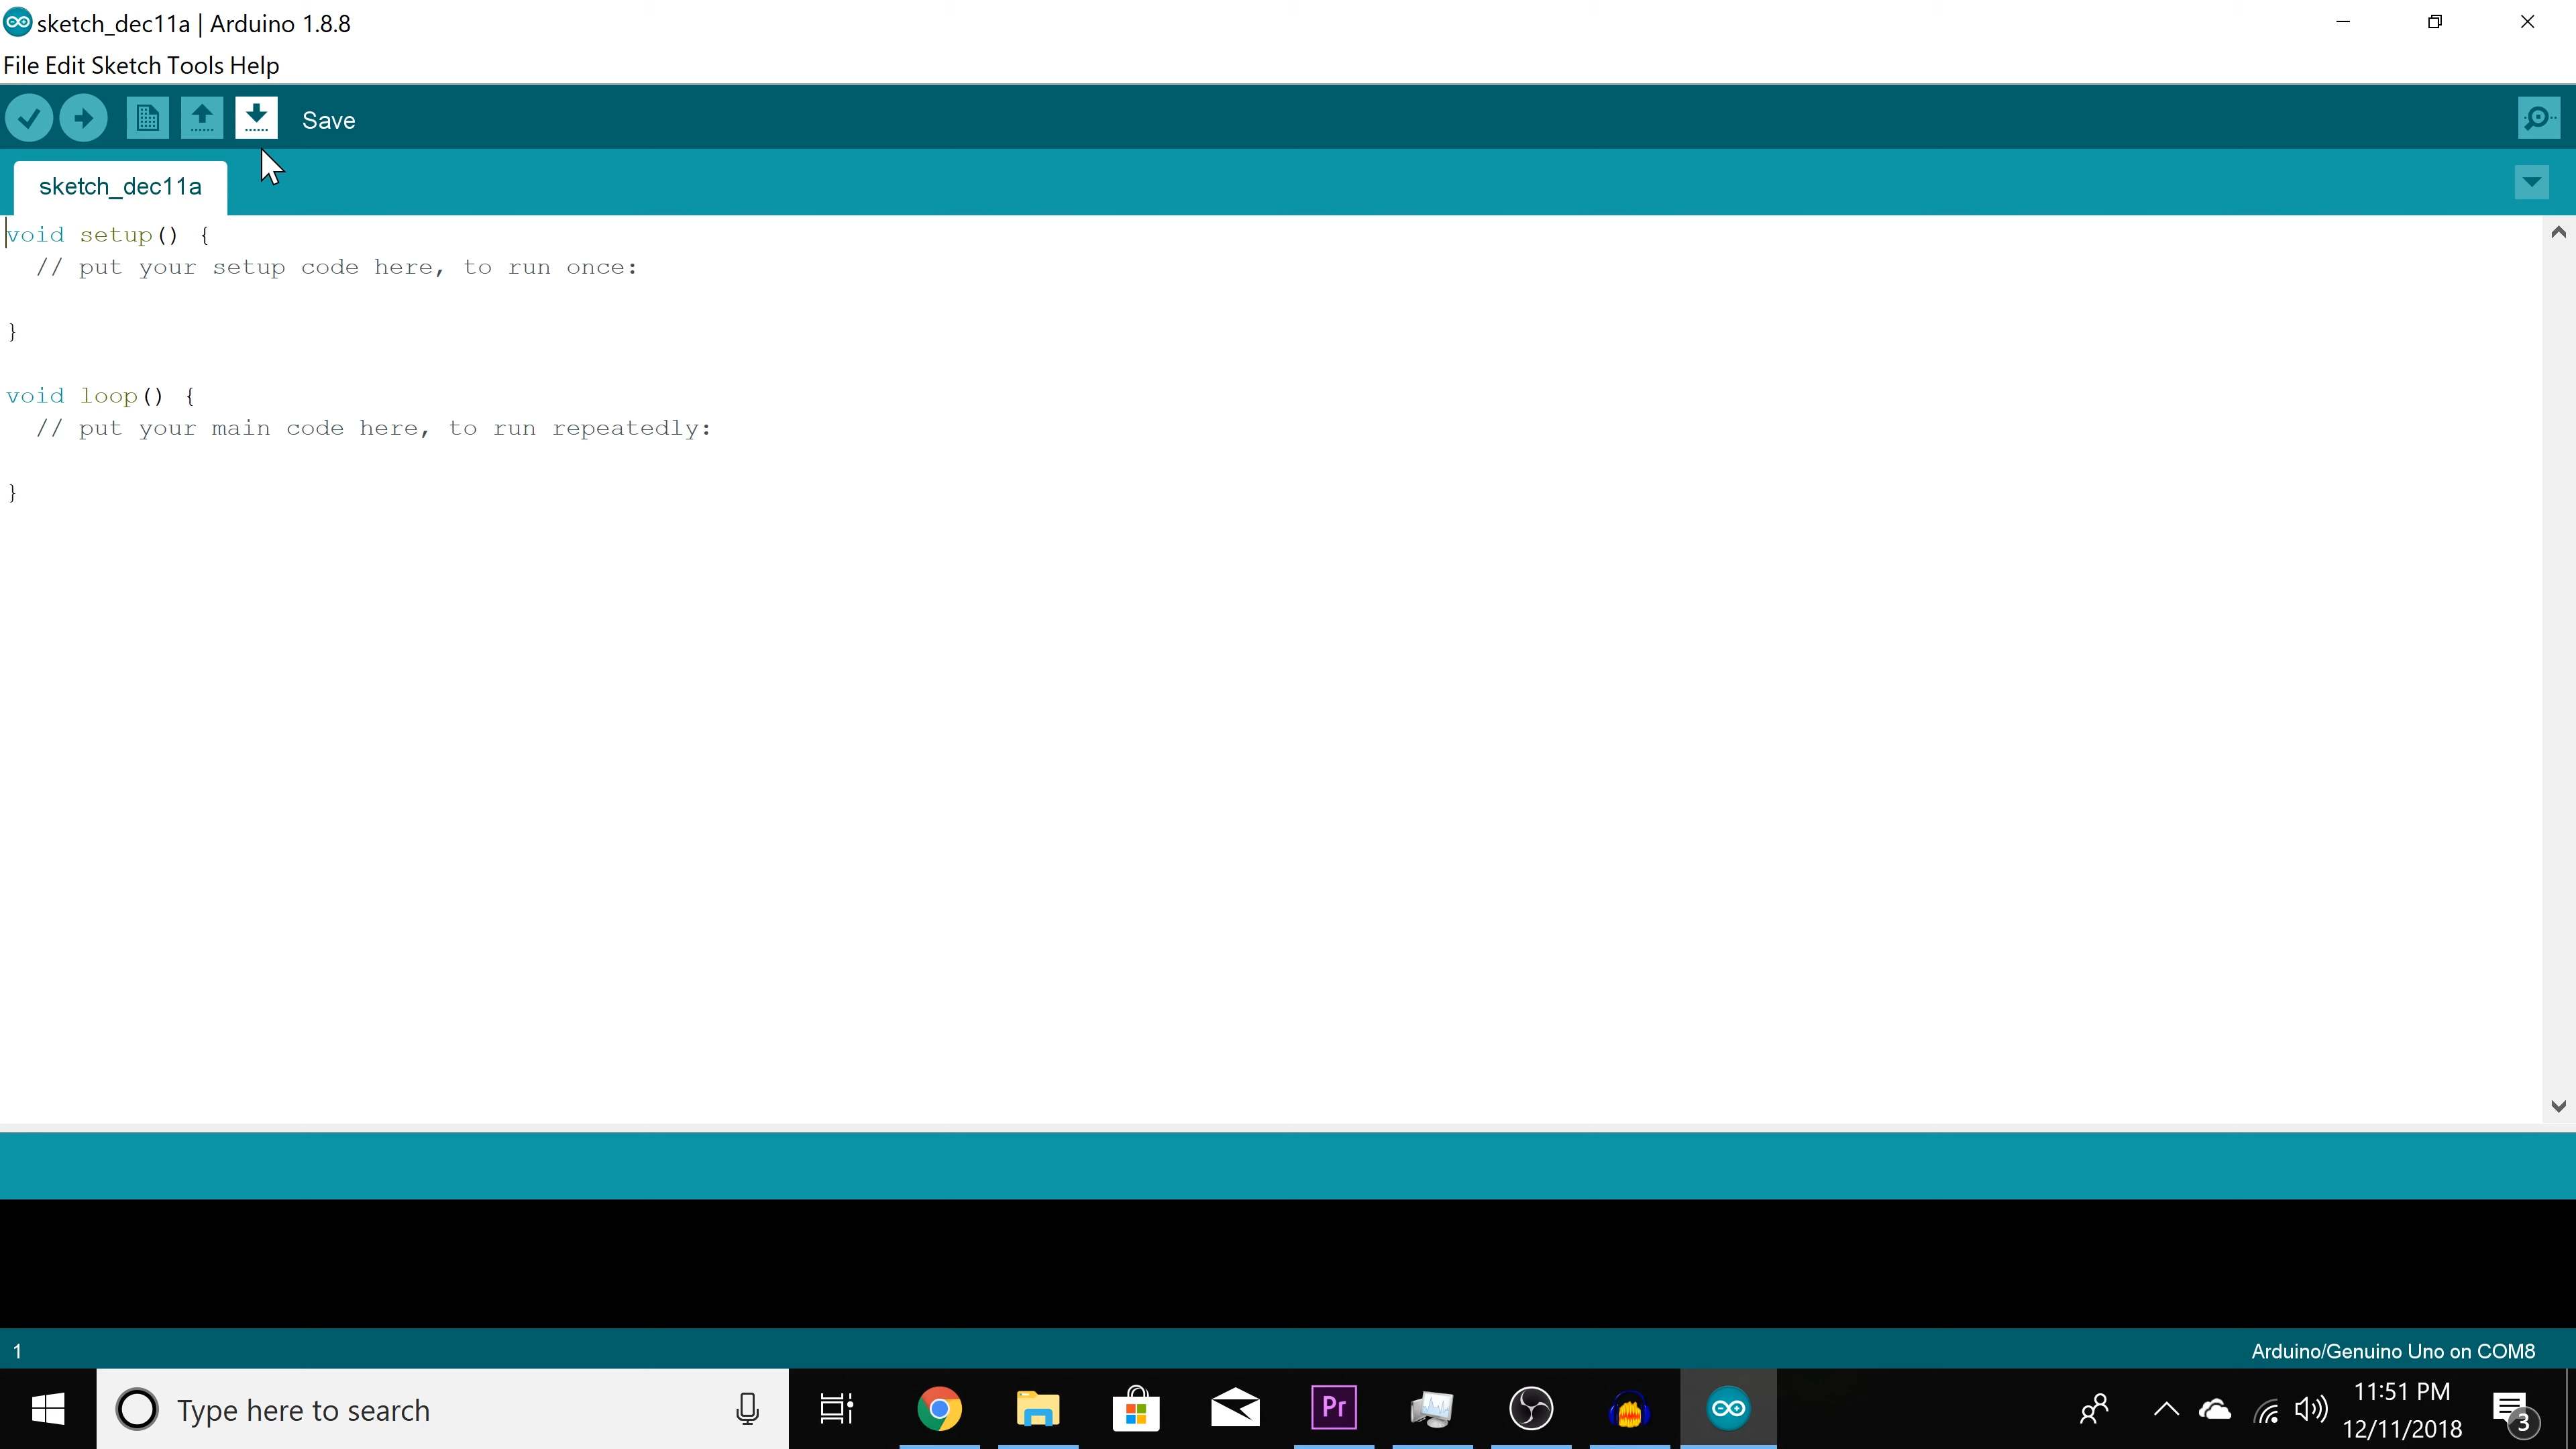 sketch_dec11a | Arduino 1.8.8
File Edit Sketch Tools Help
Save
sketch_dec11a
void setup() {
  // put your setup code here, to run once:

}

void loop() {
  // put your main code here, to run repeatedly:

}
1
Arduino/Genuino Uno on COM8
Type here to search
Pr
11:51 PM
12/11/2018
3